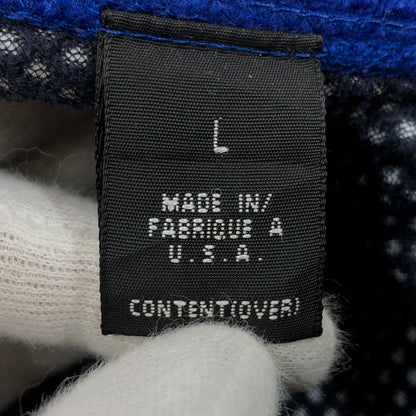 L
MADE IN/
FABRIQUE A
U.S.A.
CONTENT(OVER)